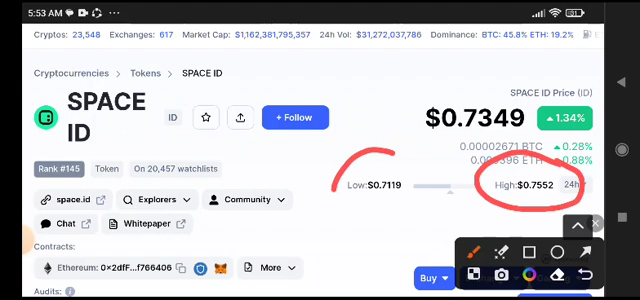 5:53 AM
Cryptos: 23,548 Exchanges: 617 Market Cap: $1,162,381,795,357 24h Vol: $31,272,037,786 Dominance: BTC: 45.8% ETH: 19.2%
Cryptocurrencies > Tokens > SPACE ID
SPACE ID Price (ID)
SPACE
ID
ID
Follow
$0.7349
1.34%
0.00002671 BTC 0.28%
ETH 0.88%
Rank #145 Token On 20,457 watchlists
Low: $0.7119 High: $0.7552 24h
space.id Explorers Community
Chat Whitepaper
Contracts:
Ethereum: 0x2dfF...f766406 More
Buy
Audits: